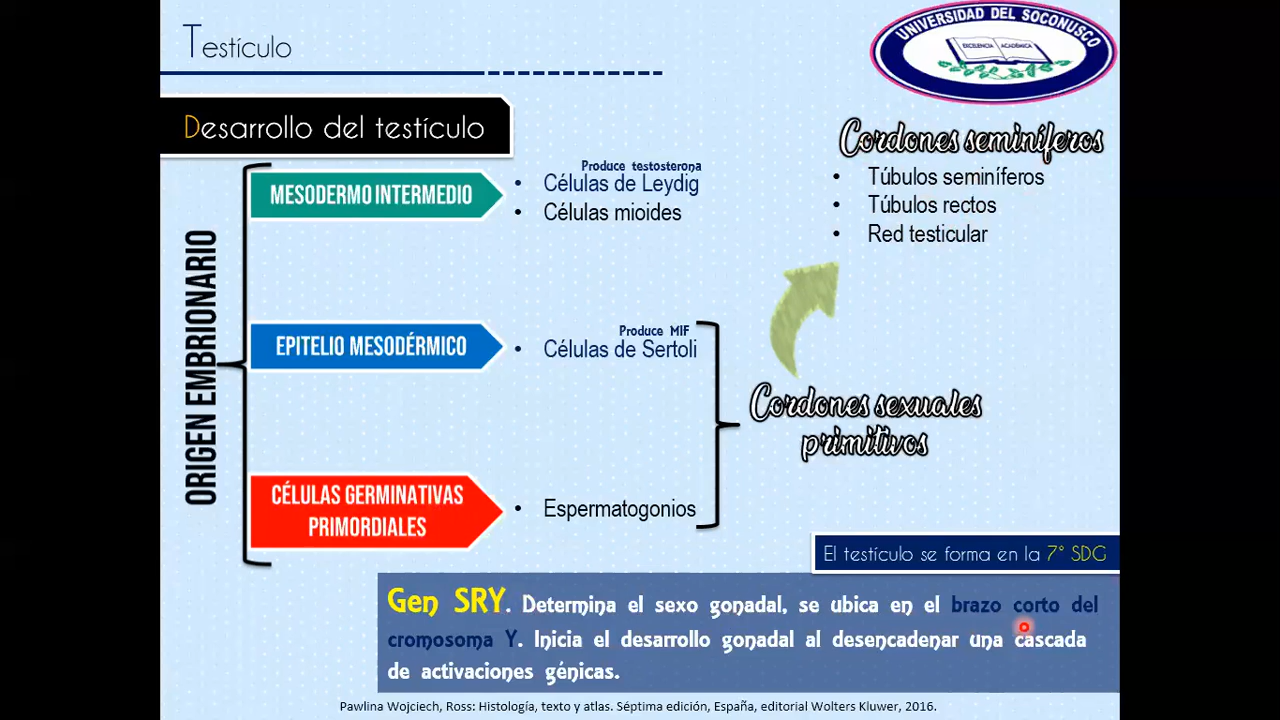 Testículo
UNIVERSIDAD DEL SOCONUSCO
EXCELENCIA ACADÉMICA
Desarrollo del testículo
ORIGEN EMBRIONARIO
MESODERMO INTERMEDIO
Produce testosterona
• Células de Leydig
• Células mioides
EPITELIO MESODÉRMICO
Produce MIF
• Células de Sertoli
CÉLULAS GERMINATIVAS
PRIMORDIALES
• Espermatogonios
Cordones sexuales
primitivos
Cordones seminíferos
• Túbulos seminíferos
• Túbulos rectos
• Red testicular
El testículo se forma en la 7° SDG
Gen SRY. Determina el sexo gonadal, se ubica en el brazo corto del
cromosoma Y. Inicia el desarrollo gonadal al desencadenar una cascada
de activaciones génicas.
Pawlina Wojciech, Ross: Histología, texto y atlas. Séptima edición, España, editorial Wolters Kluwer, 2016.